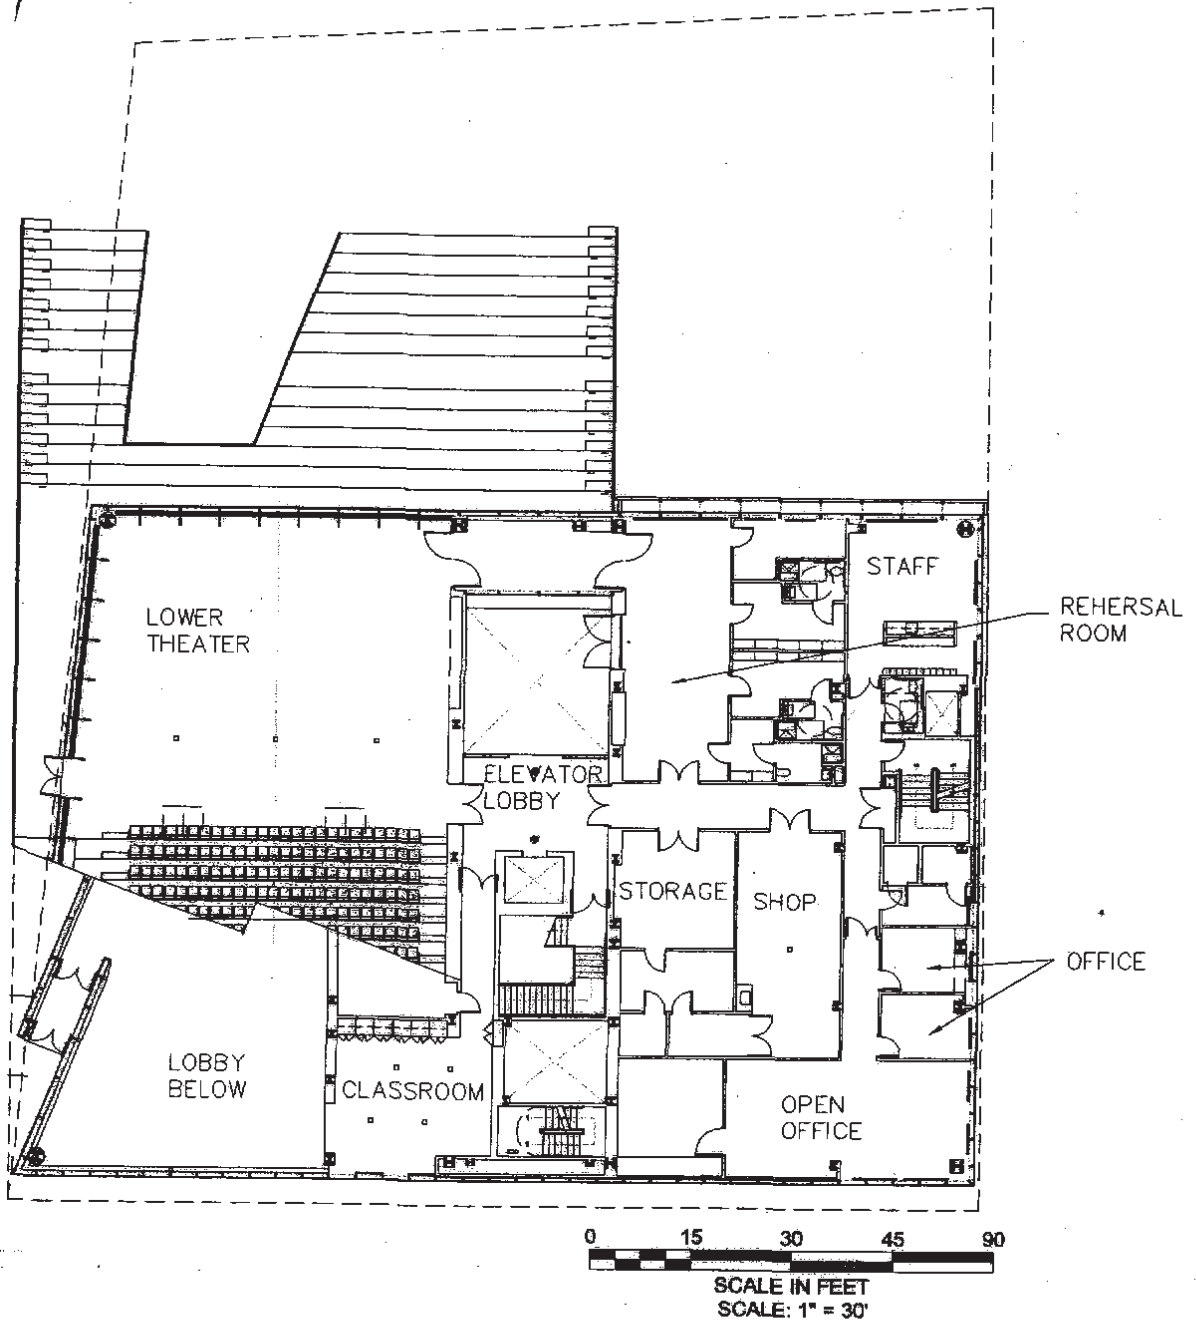 STAFF
REHERSAL
ROOM
LOWER
THEATER
ELEVATOR
LOBBY
STORAGE
SHOP
OFFICE
LOBBY
BELOW
CLASSROOM
OPEN
OFFICE
0 15 30 45 90
SCALE IN FEET
SCALE: 1" = 30'